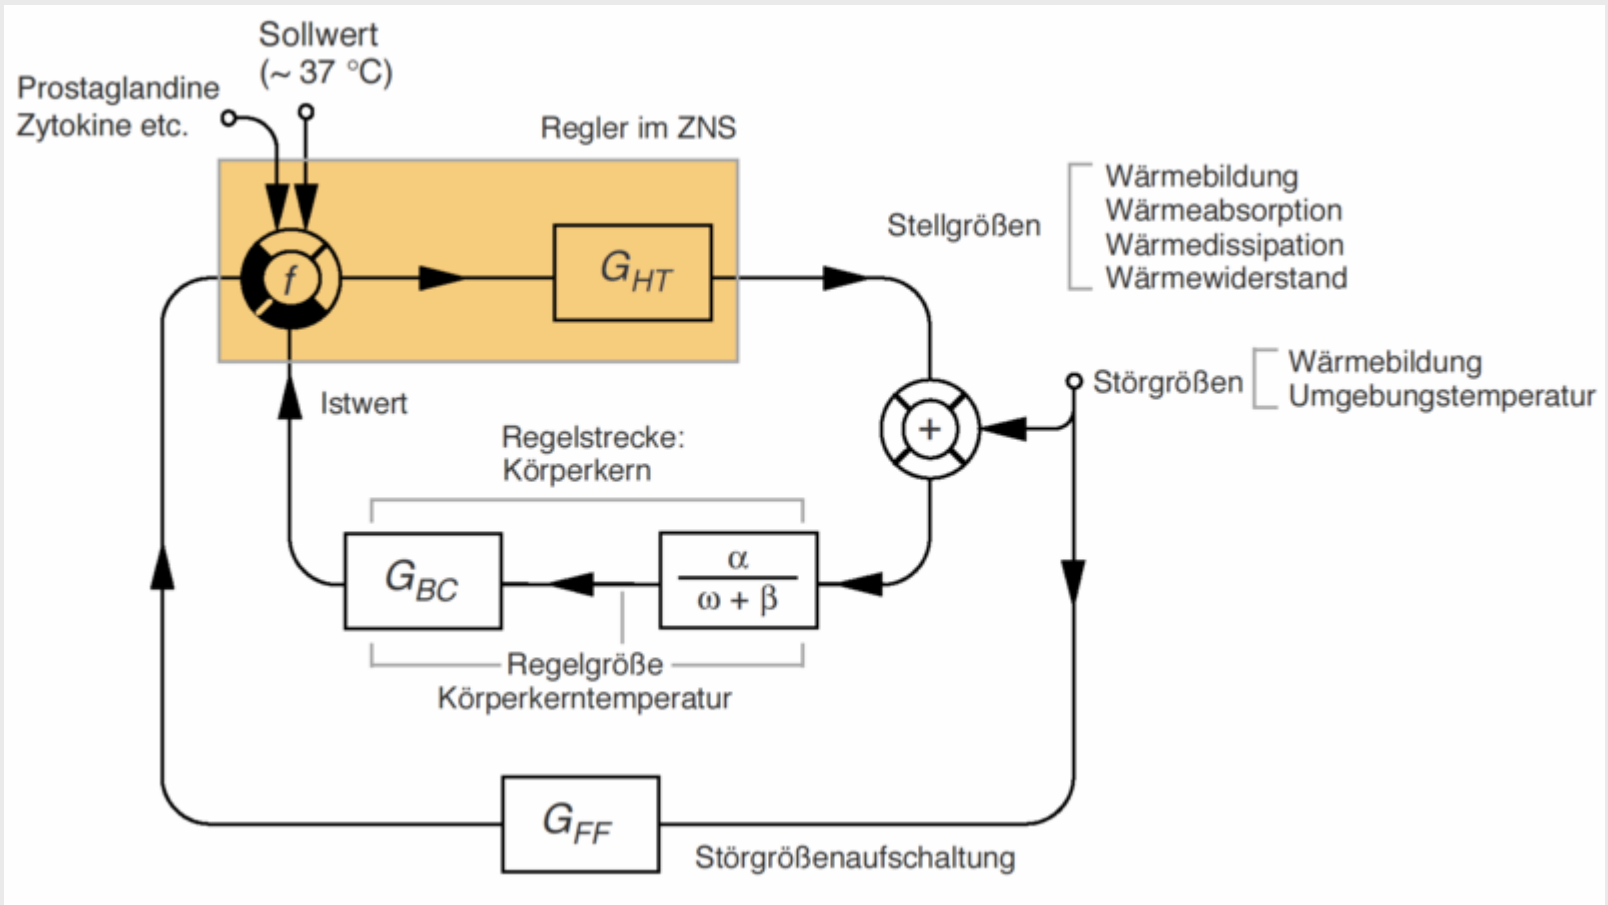 Sollwert
(~ 37 °C)
Prostaglandine
Zytokine etc.
Regler im ZNS
f
G_HT
Stellgrößen
Wärmebildung
Wärmeabsorption
Wärmedissipation
Wärmewiderstand
Störgrößen
Wärmebildung
Umgebungstemperatur
+
Istwert
Regelstrecke:
Körperkern
G_BC
α
ω + β
Regelgröße
Körperkerntemperatur
G_FF
Störgrößenaufschaltung